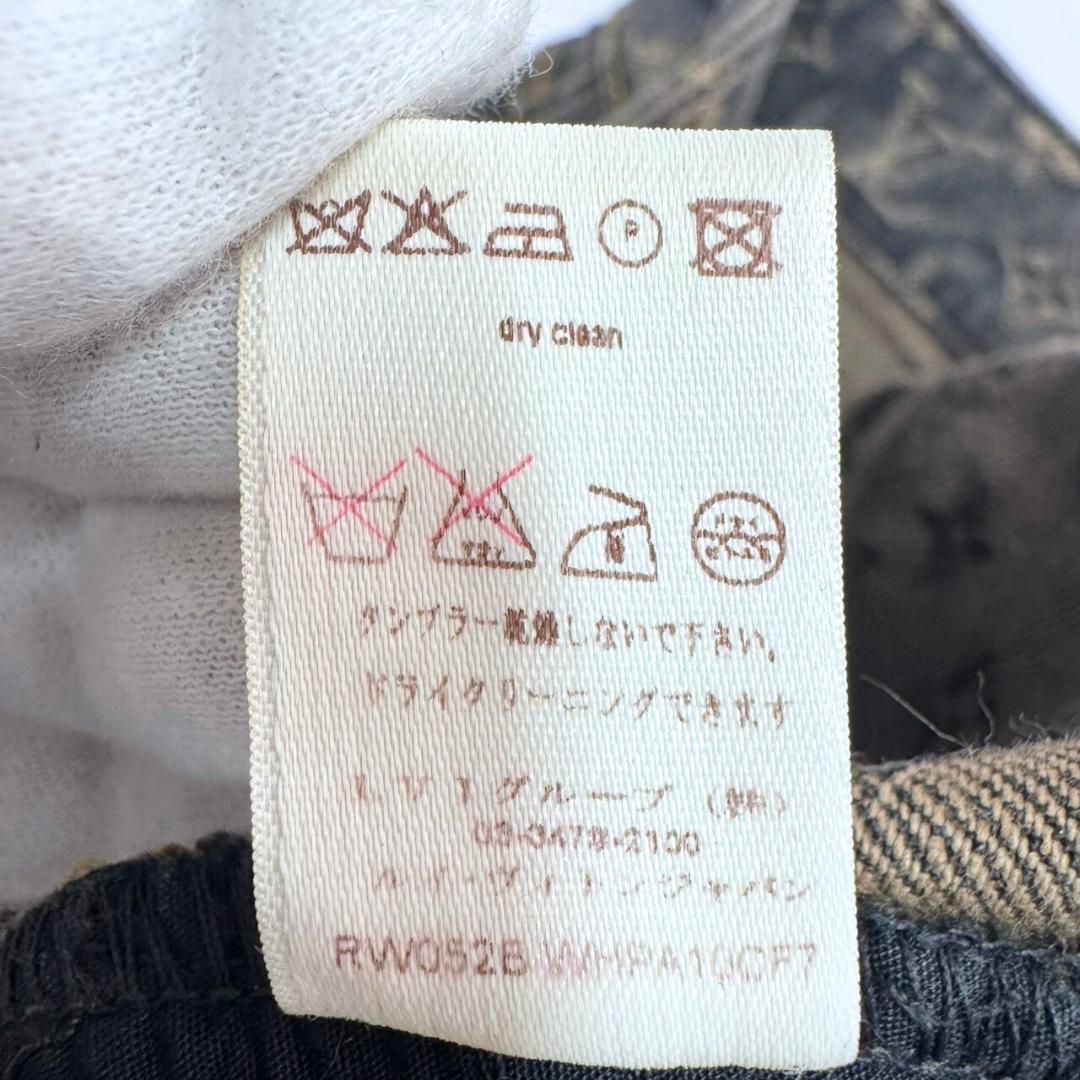 P
dry clean
タンブラー乾燥しないで下さい。
ドライクリーニングできます
LVJグループ (株)
03-3478-2100
ルイ・ヴィトンジャパン
RW052B WHPA10CF7